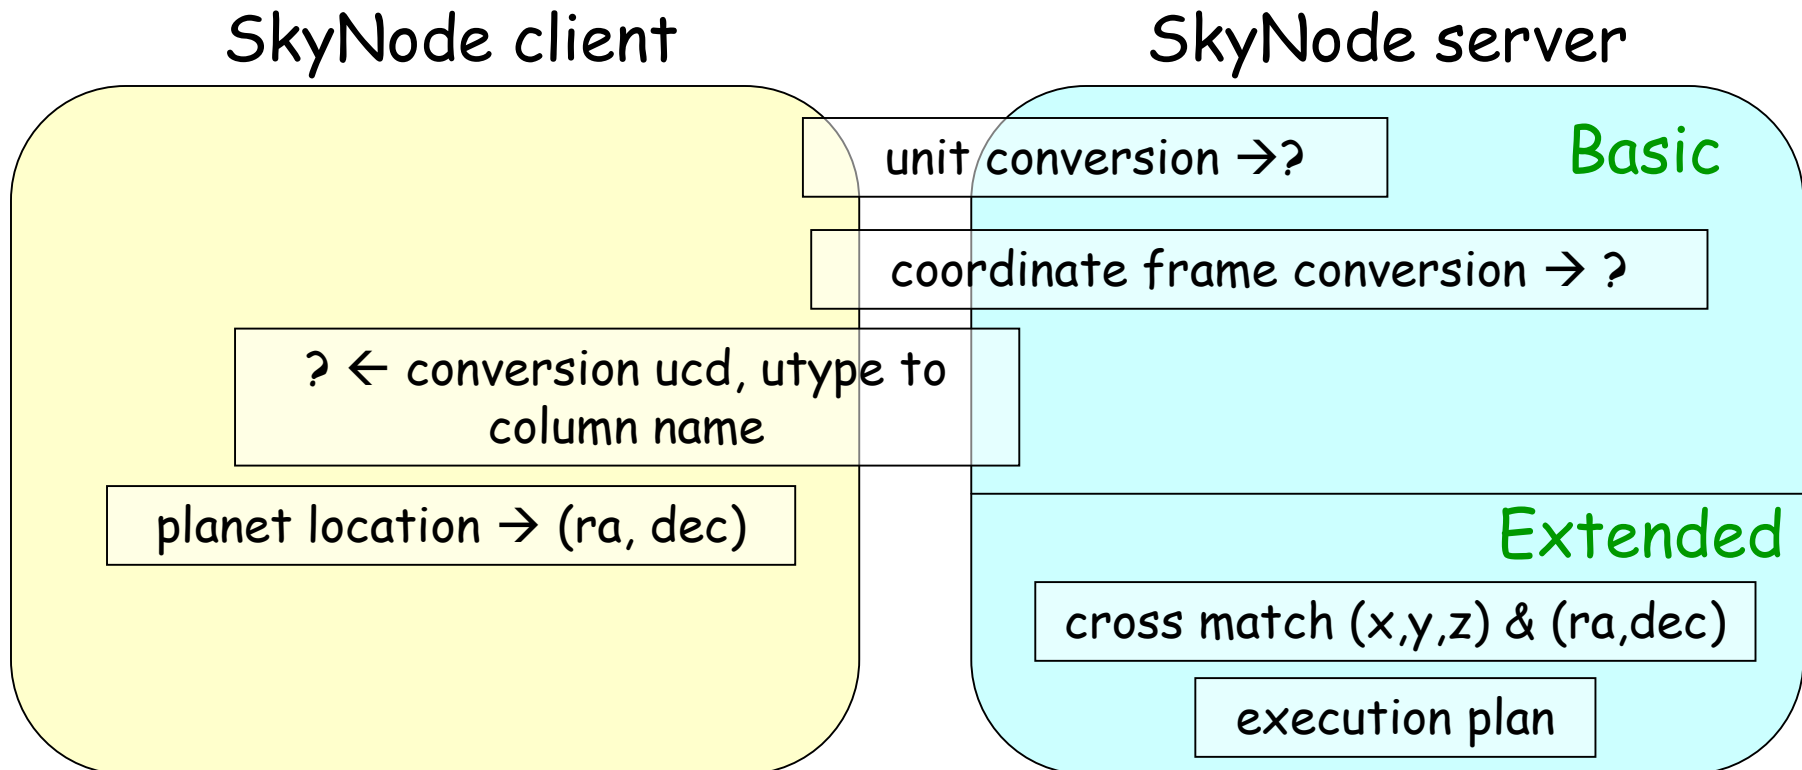 SkyNode client
SkyNode server
unit conversion →?
Basic
coordinate frame conversion → ?
? ← conversion ucd, utype to
column name
planet location → (ra, dec)
Extended
cross match (x,y,z) & (ra,dec)
execution plan